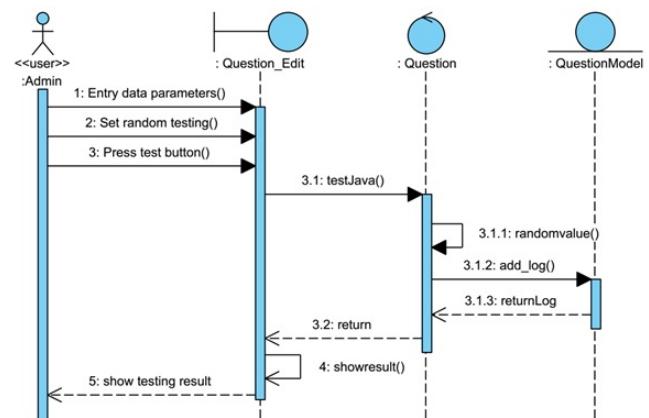 <<user>>
:Admin
: Question_Edit
: Question
: QuestionModel
1: Entry data parameters()
2: Set random testing()
3: Press test button()
3.1: testJava()
3.1.1: randomvalue()
3.1.2: add_log()
3.1.3: returnLog
3.2: return
4: showresult()
5: show testing result